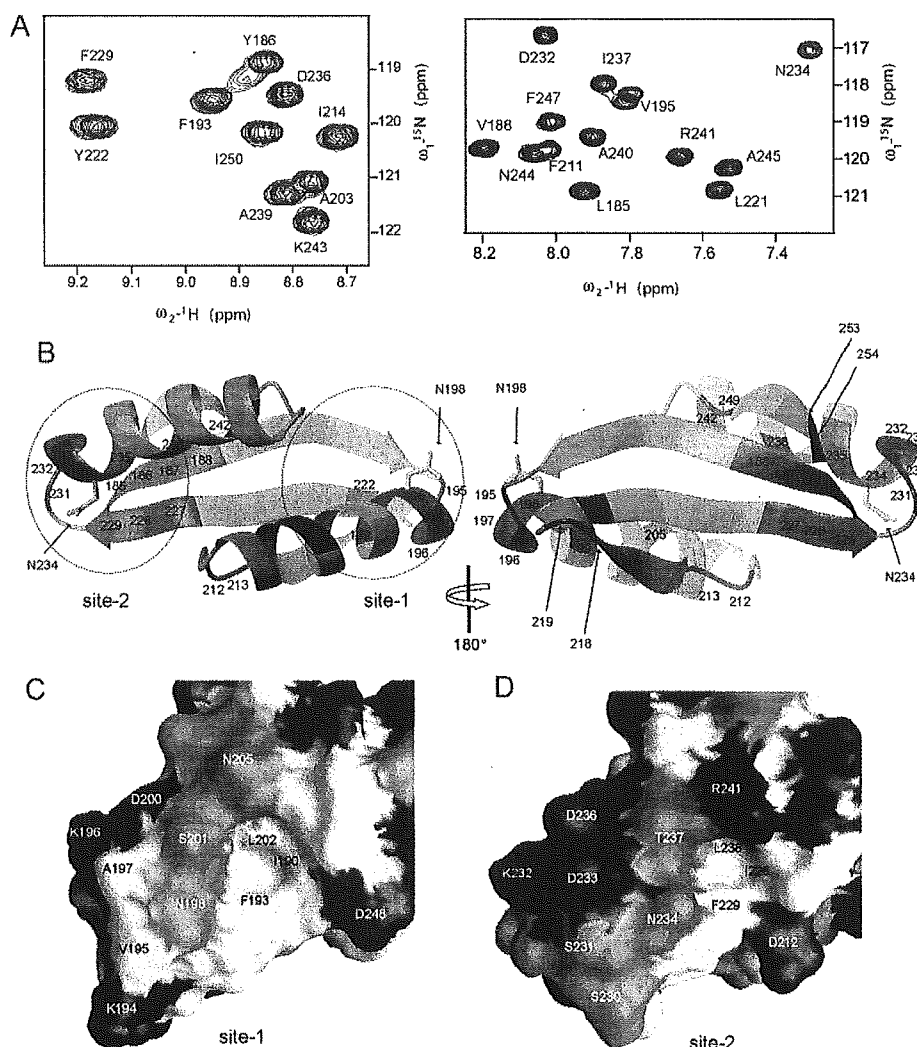 A
F229
Y186
D236
F193
I214
Y222
I250
A239
A203
K243
119
120
121
122
ω1-15N (ppm)
9.2
9.1
9.0
8.9
8.8
8.7
ω2-1H (ppm)
D232
I237
N234
F247
V195
V188
R241
A240
A245
N244
F211
L185
L221
117
118
119
120
121
ω1-15N (ppm)
8.2
8.0
7.8
7.6
7.4
ω2-1H (ppm)
B
N198
242
232
231
186
187
188
222
195
229
196
N234
212
213
site-2
site-1
180°
253
254
N198
249
242
232
195
231
197
205
196
213
212
N234
219
218
C
N205
D200
K196
S201
L202
I190
A197
F193
N198
D248
V195
K194
site-1
D
R241
D236
T237
L238
K232
D233
F229
N234
S231
D212
S230
site-2